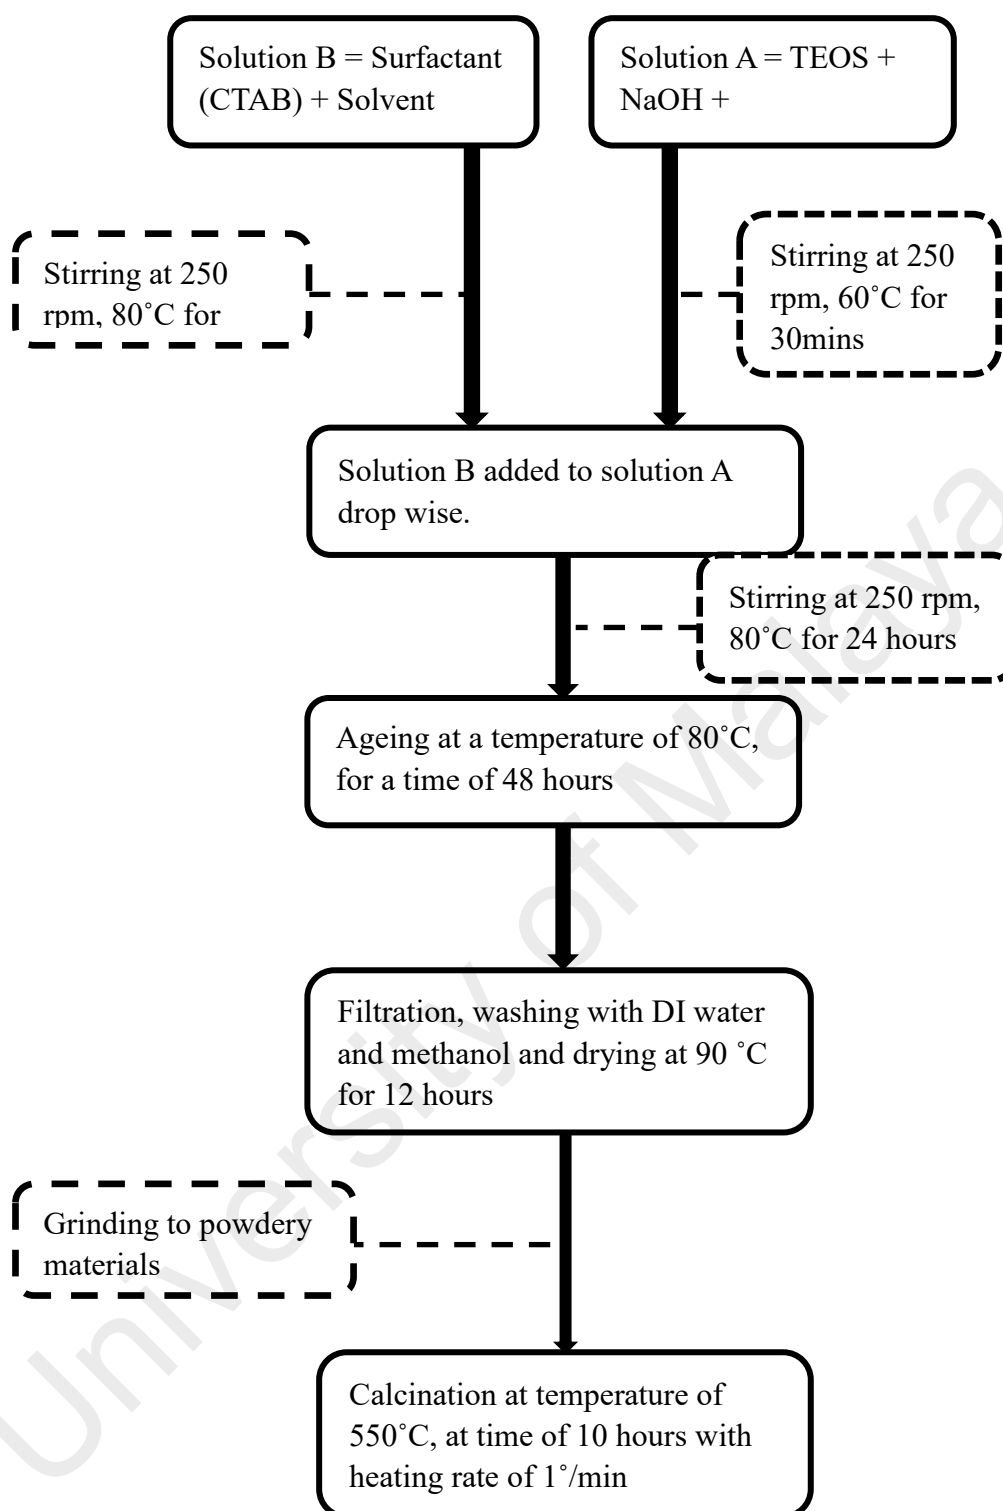 Solution B = Surfactant
(CTAB) + Solvent
Solution A = TEOS +
NaOH +
Stirring at 250
rpm, 80˚C for
Stirring at 250
rpm, 60˚C for
30mins
Solution B added to solution A
drop wise.
Stirring at 250 rpm,
80˚C for 24 hours
Ageing at a temperature of 80˚C,
for a time of 48 hours
Filtration, washing with DI water
and methanol and drying at 90 ˚C
for 12 hours
Grinding to powdery
materials
Calcination at temperature of
550˚C, at time of 10 hours with
heating rate of 1˚/min
University of Malaya